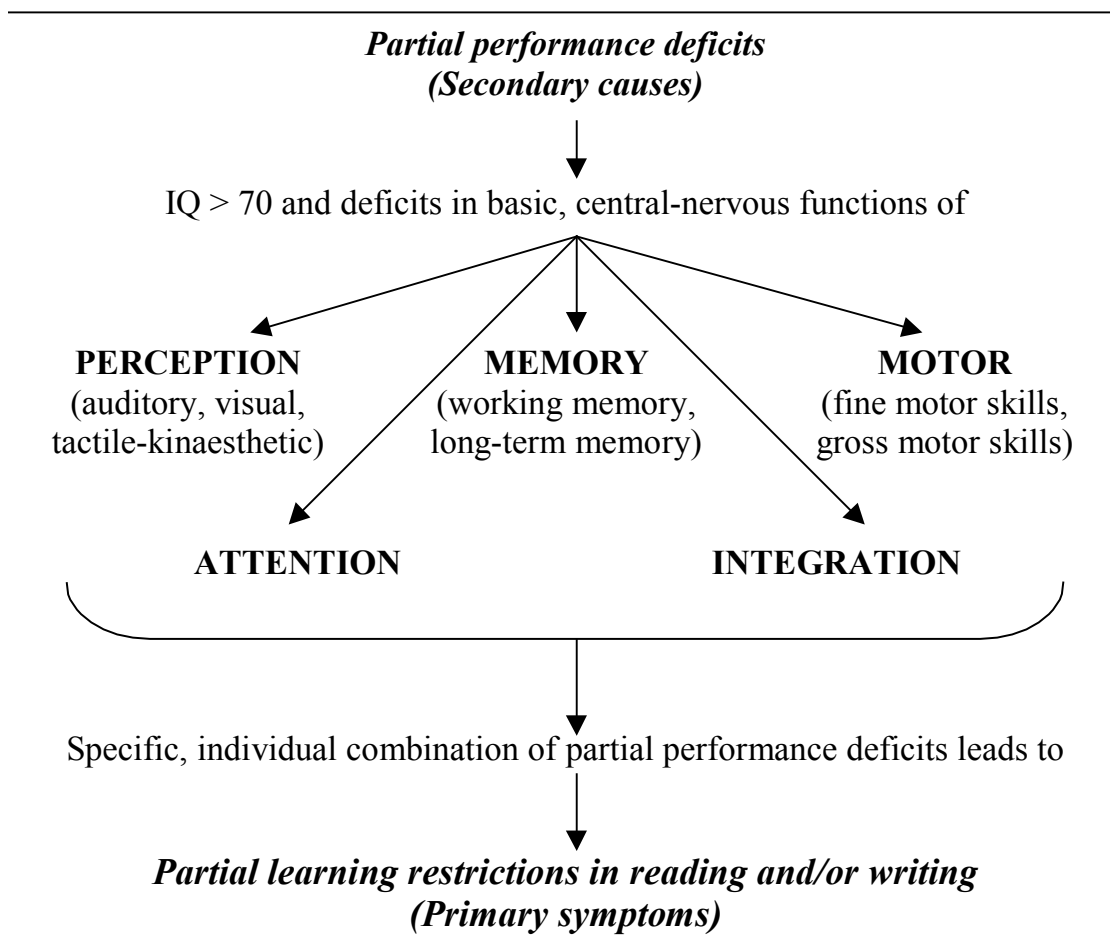 Partial performance deficits
(Secondary causes)
IQ > 70 and deficits in basic, central-nervous functions of
PERCEPTION
(auditory, visual,
tactile-kinaesthetic)
MEMORY
(working memory,
long-term memory)
MOTOR
(fine motor skills,
gross motor skills)
ATTENTION
INTEGRATION
Specific, individual combination of partial performance deficits leads to
Partial learning restrictions in reading and/or writing
(Primary symptoms)